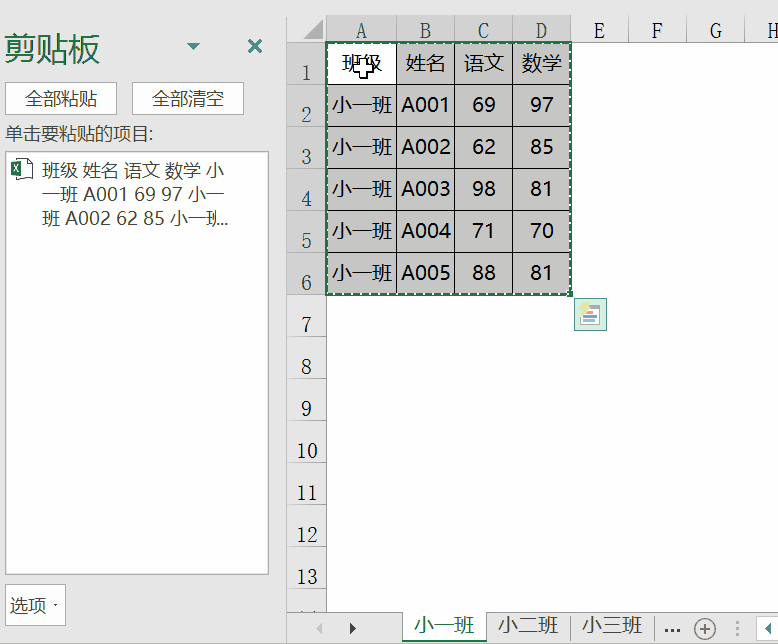 剪贴板
全部粘贴 全部清空
单击要粘贴的项目:
班级 姓名 语文 数学 小
一班 A001 69 97 小一
班 A002 62 85 小一班...
选项
A B C D E F G H
1 班级 姓名 语文 数学
2 小一班 A001 69 97
3 小一班 A002 62 85
4 小一班 A003 98 81
5 小一班 A004 71 70
6 小一班 A005 88 81
7
8
9
10
11
12
13
小一班 小二班 小三班 ...